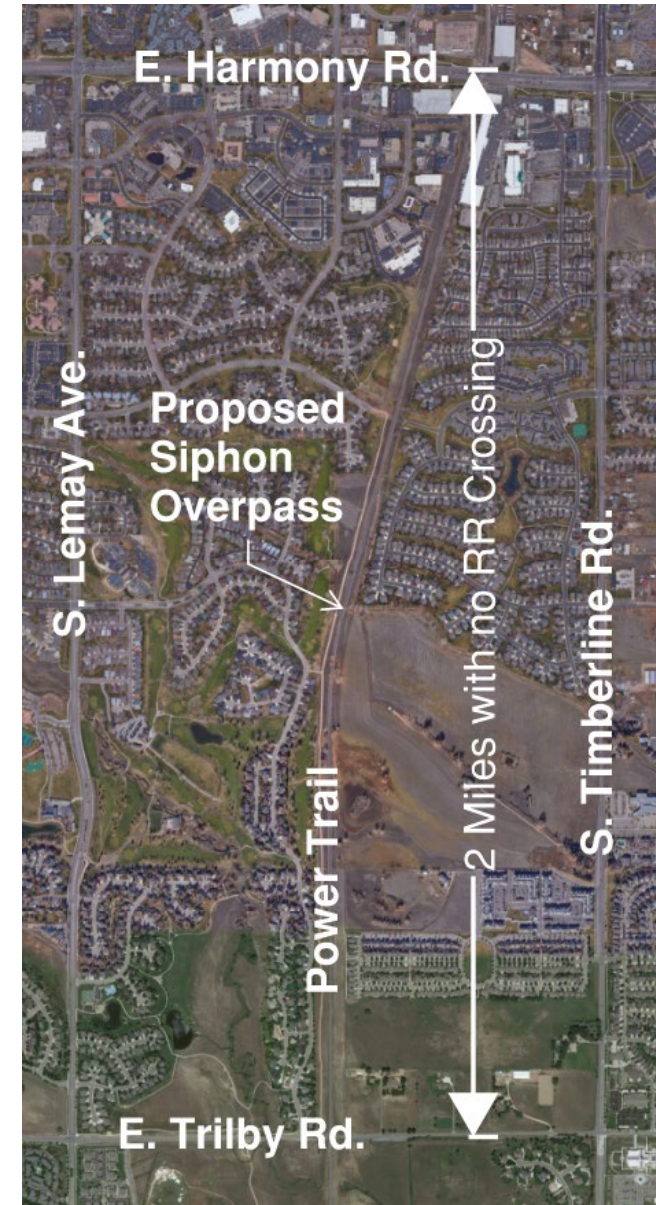 E. Harmony Rd.
S. Lemay Ave.
Proposed
Siphon
Overpass
2 Miles with no RR Crossing
S. Timberline Rd.
Power Trail
E. Trilby Rd.